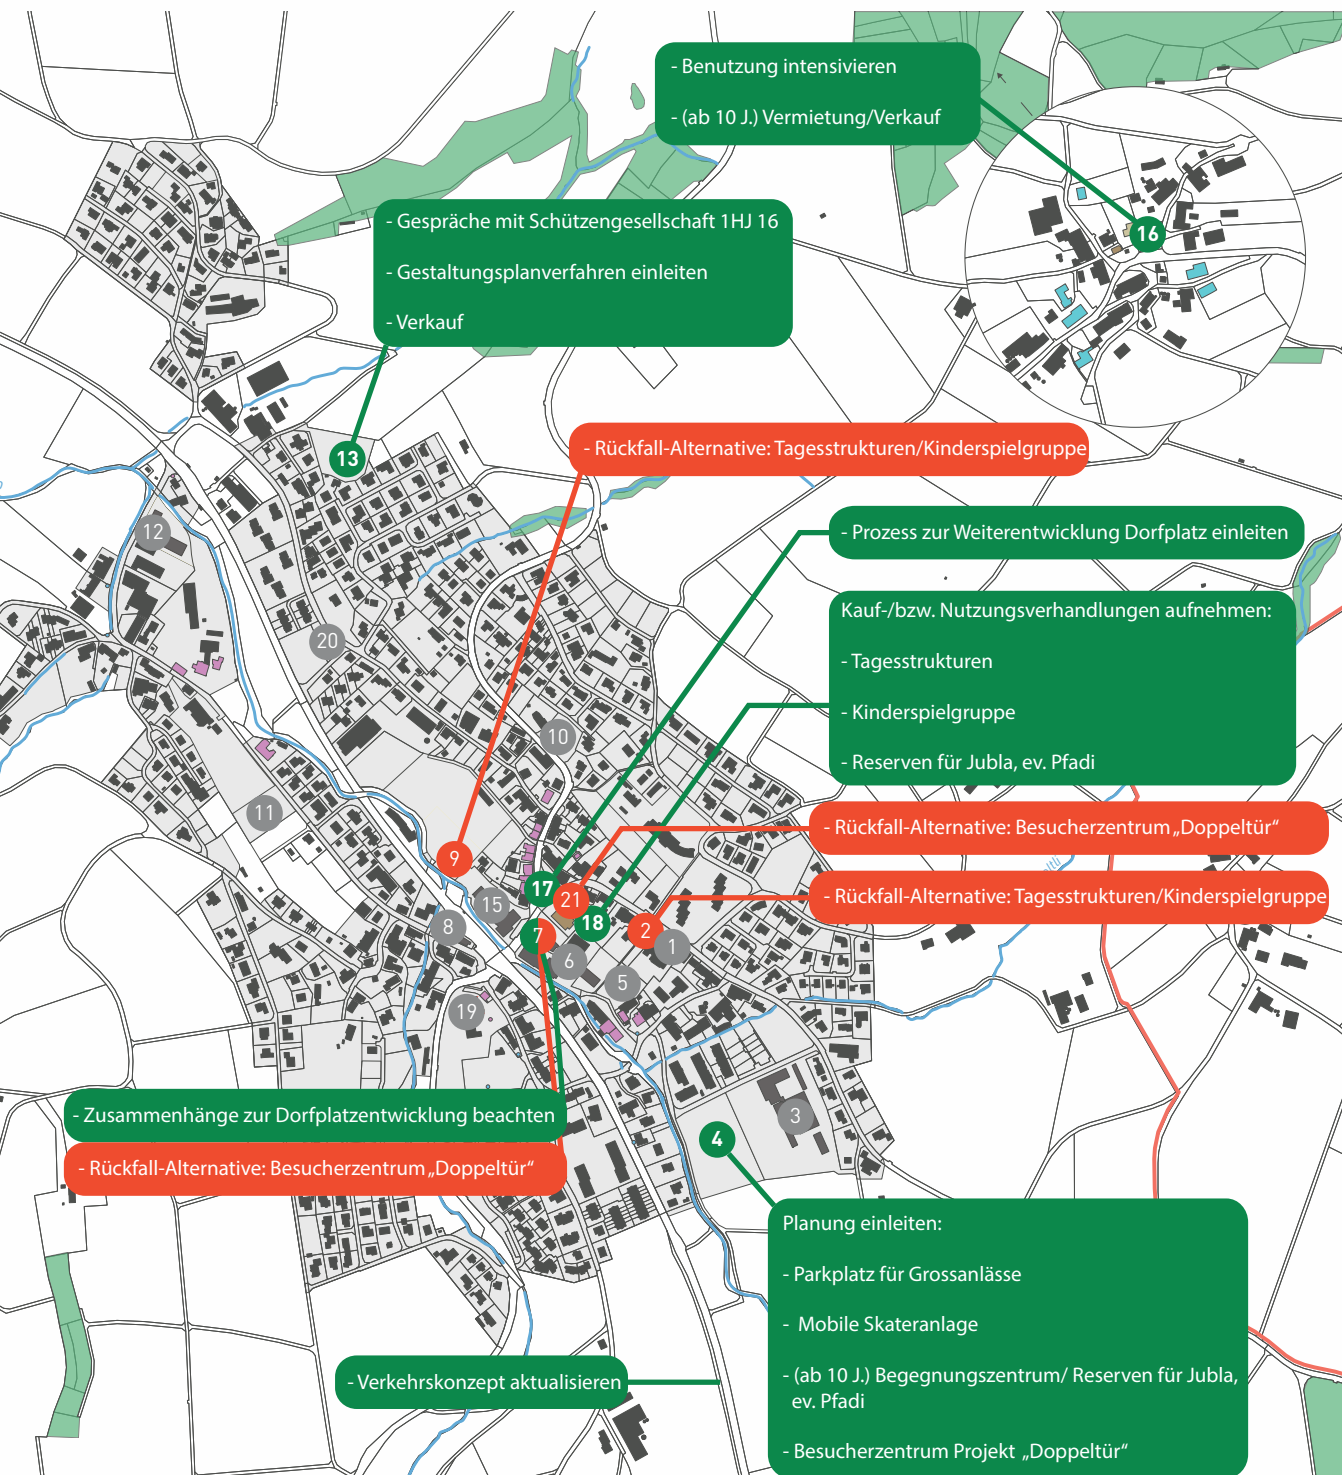 - Benutzung intensivieren
- (ab 10 J.) Vermietung/Verkauf
16
- Gespräche mit Schützengesellschaft 1HJ 16
- Gestaltungsplanverfahren einleiten
- Verkauf
13
- Rückfall-Alternative: Tagesstrukturen/Kinderspielgruppe
12
- Prozess zur Weiterentwicklung Dorfplatz einleiten
Kauf-/bzw. Nutzungsverhandlungen aufnehmen:
- Tagesstrukturen
- Kinderspielgruppe
- Reserven für Jubla, ev. Pfadi
20
10
11
- Rückfall-Alternative: Besucherzentrum „Doppeltür“
9
17
- Rückfall-Alternative: Tagesstrukturen/Kinderspielgruppe
21
15
18
8
7
2
1
6
5
19
- Zusammenhänge zur Dorfplatzentwicklung beachten
3
4
- Rückfall-Alternative: Besucherzentrum „Doppeltür“
Planung einleiten:
- Parkplatz für Grossanlässe
- Mobile Skateranlage
- (ab 10 J.) Begegnungszentrum/ Reserven für Jubla,
ev. Pfadi
- Besucherzentrum Projekt „Doppeltür“
- Verkehrskonzept aktualisieren